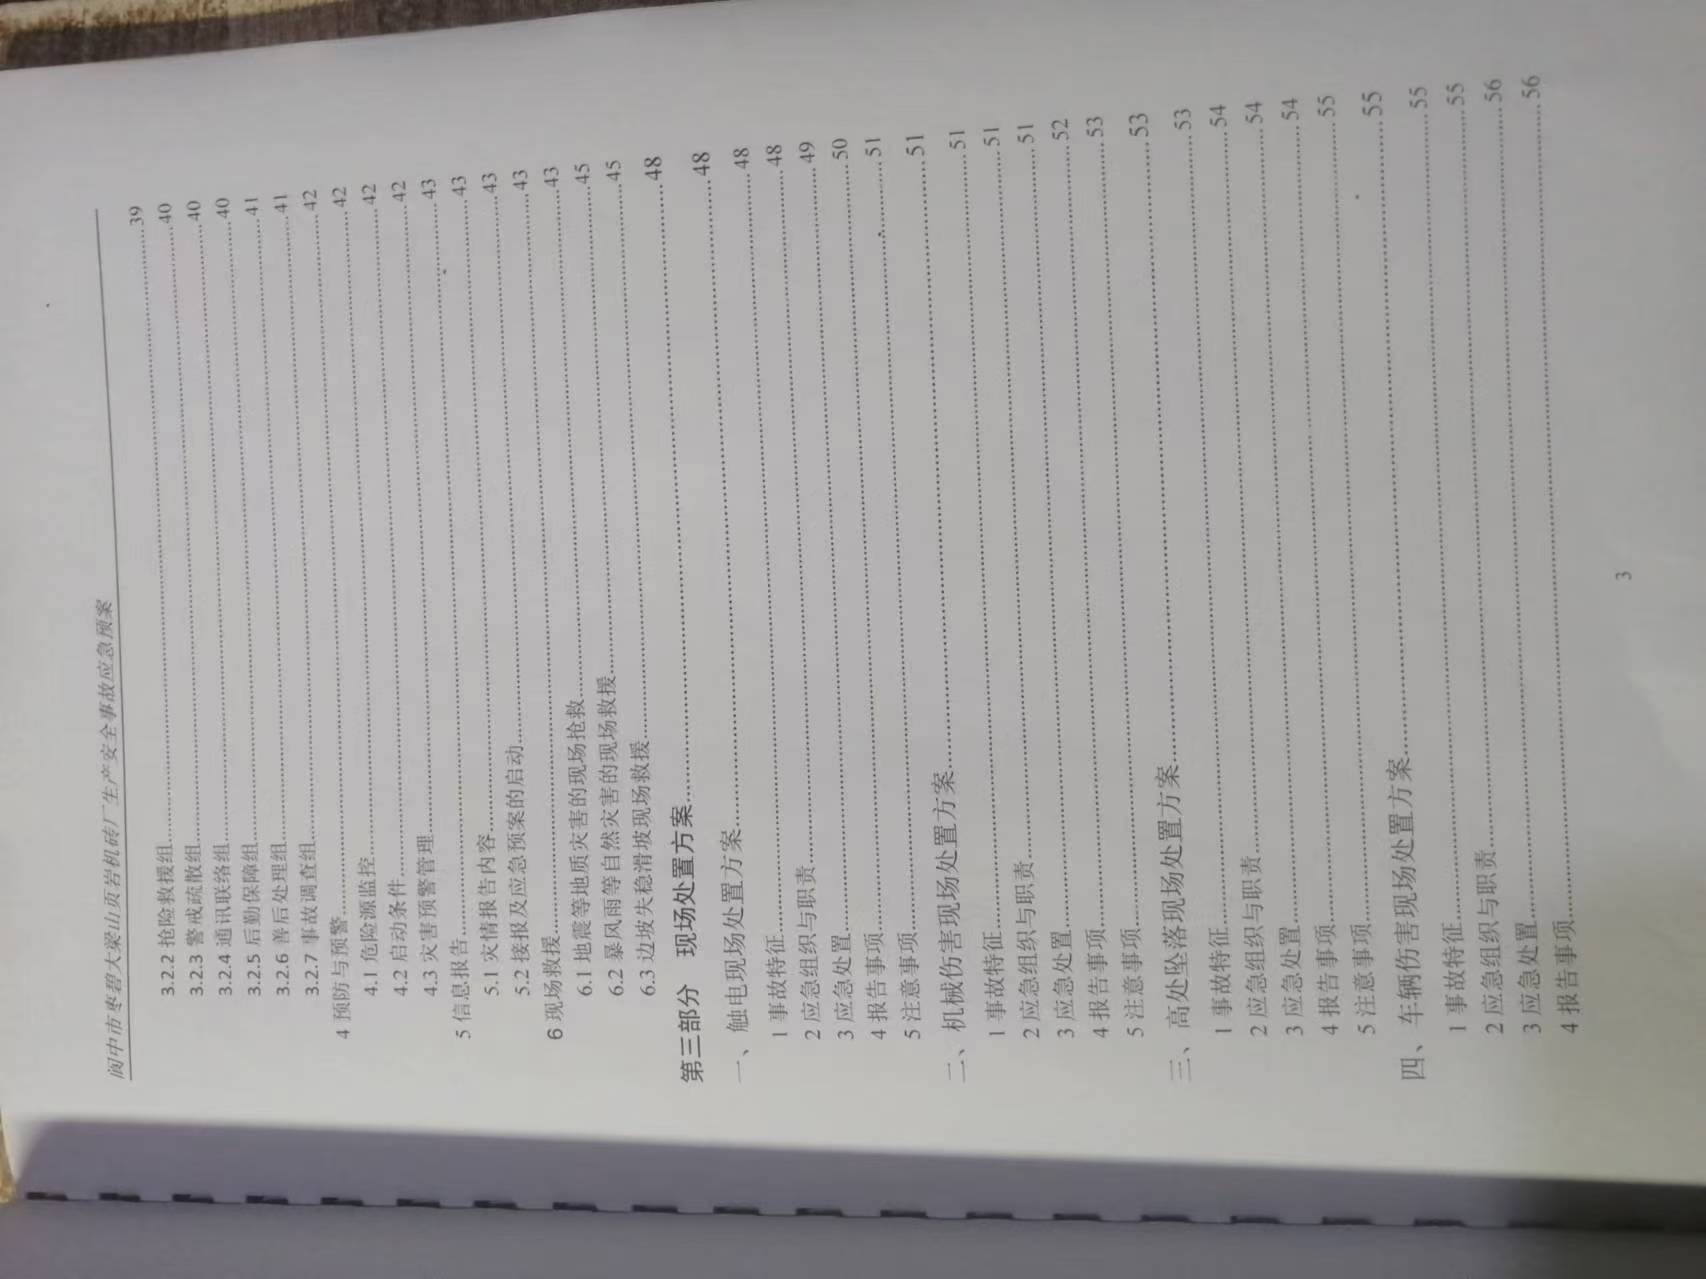 阆中市枣碧大梁山页岩机砖厂生产安全事故应急预案
3.2.2 抢险救援组........39
3.2.3 警戒疏散组........40
3.2.4 通讯联络组........40
3.2.5 后勤保障组........40
3.2.6 善后处理组........41
3.2.7 事故调查组........41
4 预防与预警........42
4.1 危险源监控........42
4.2 启动条件........42
4.3 灾害预警管理........42
5 信息报告........43
5.1 灾情报告内容........43
5.2 接报及应急预案的启动........43
6 现场救援........43
6.1 地震等地质灾害的现场抢救........43
6.2 暴风雨等自然灾害的现场救援........45
6.3 边坡失稳滑坡现场救援........45
第三部分 现场处置方案........48
一、触电现场处置方案........48
1 事故特征........48
2 应急组织与职责........48
3 应急处置........49
4 报告事项........50
5 注意事项........51
二、机械伤害现场处置方案........51
1 事故特征........51
2 应急组织与职责........51
3 应急处置........51
4 报告事项........52
5 注意事项........53
三、高处坠落现场处置方案........53
1 事故特征........53
2 应急组织与职责........54
3 应急处置........54
4 报告事项........54
5 注意事项........55
四、车辆伤害现场处置方案........55
1 事故特征........55
2 应急组织与职责........55
3 应急处置........56
4 报告事项........56
3